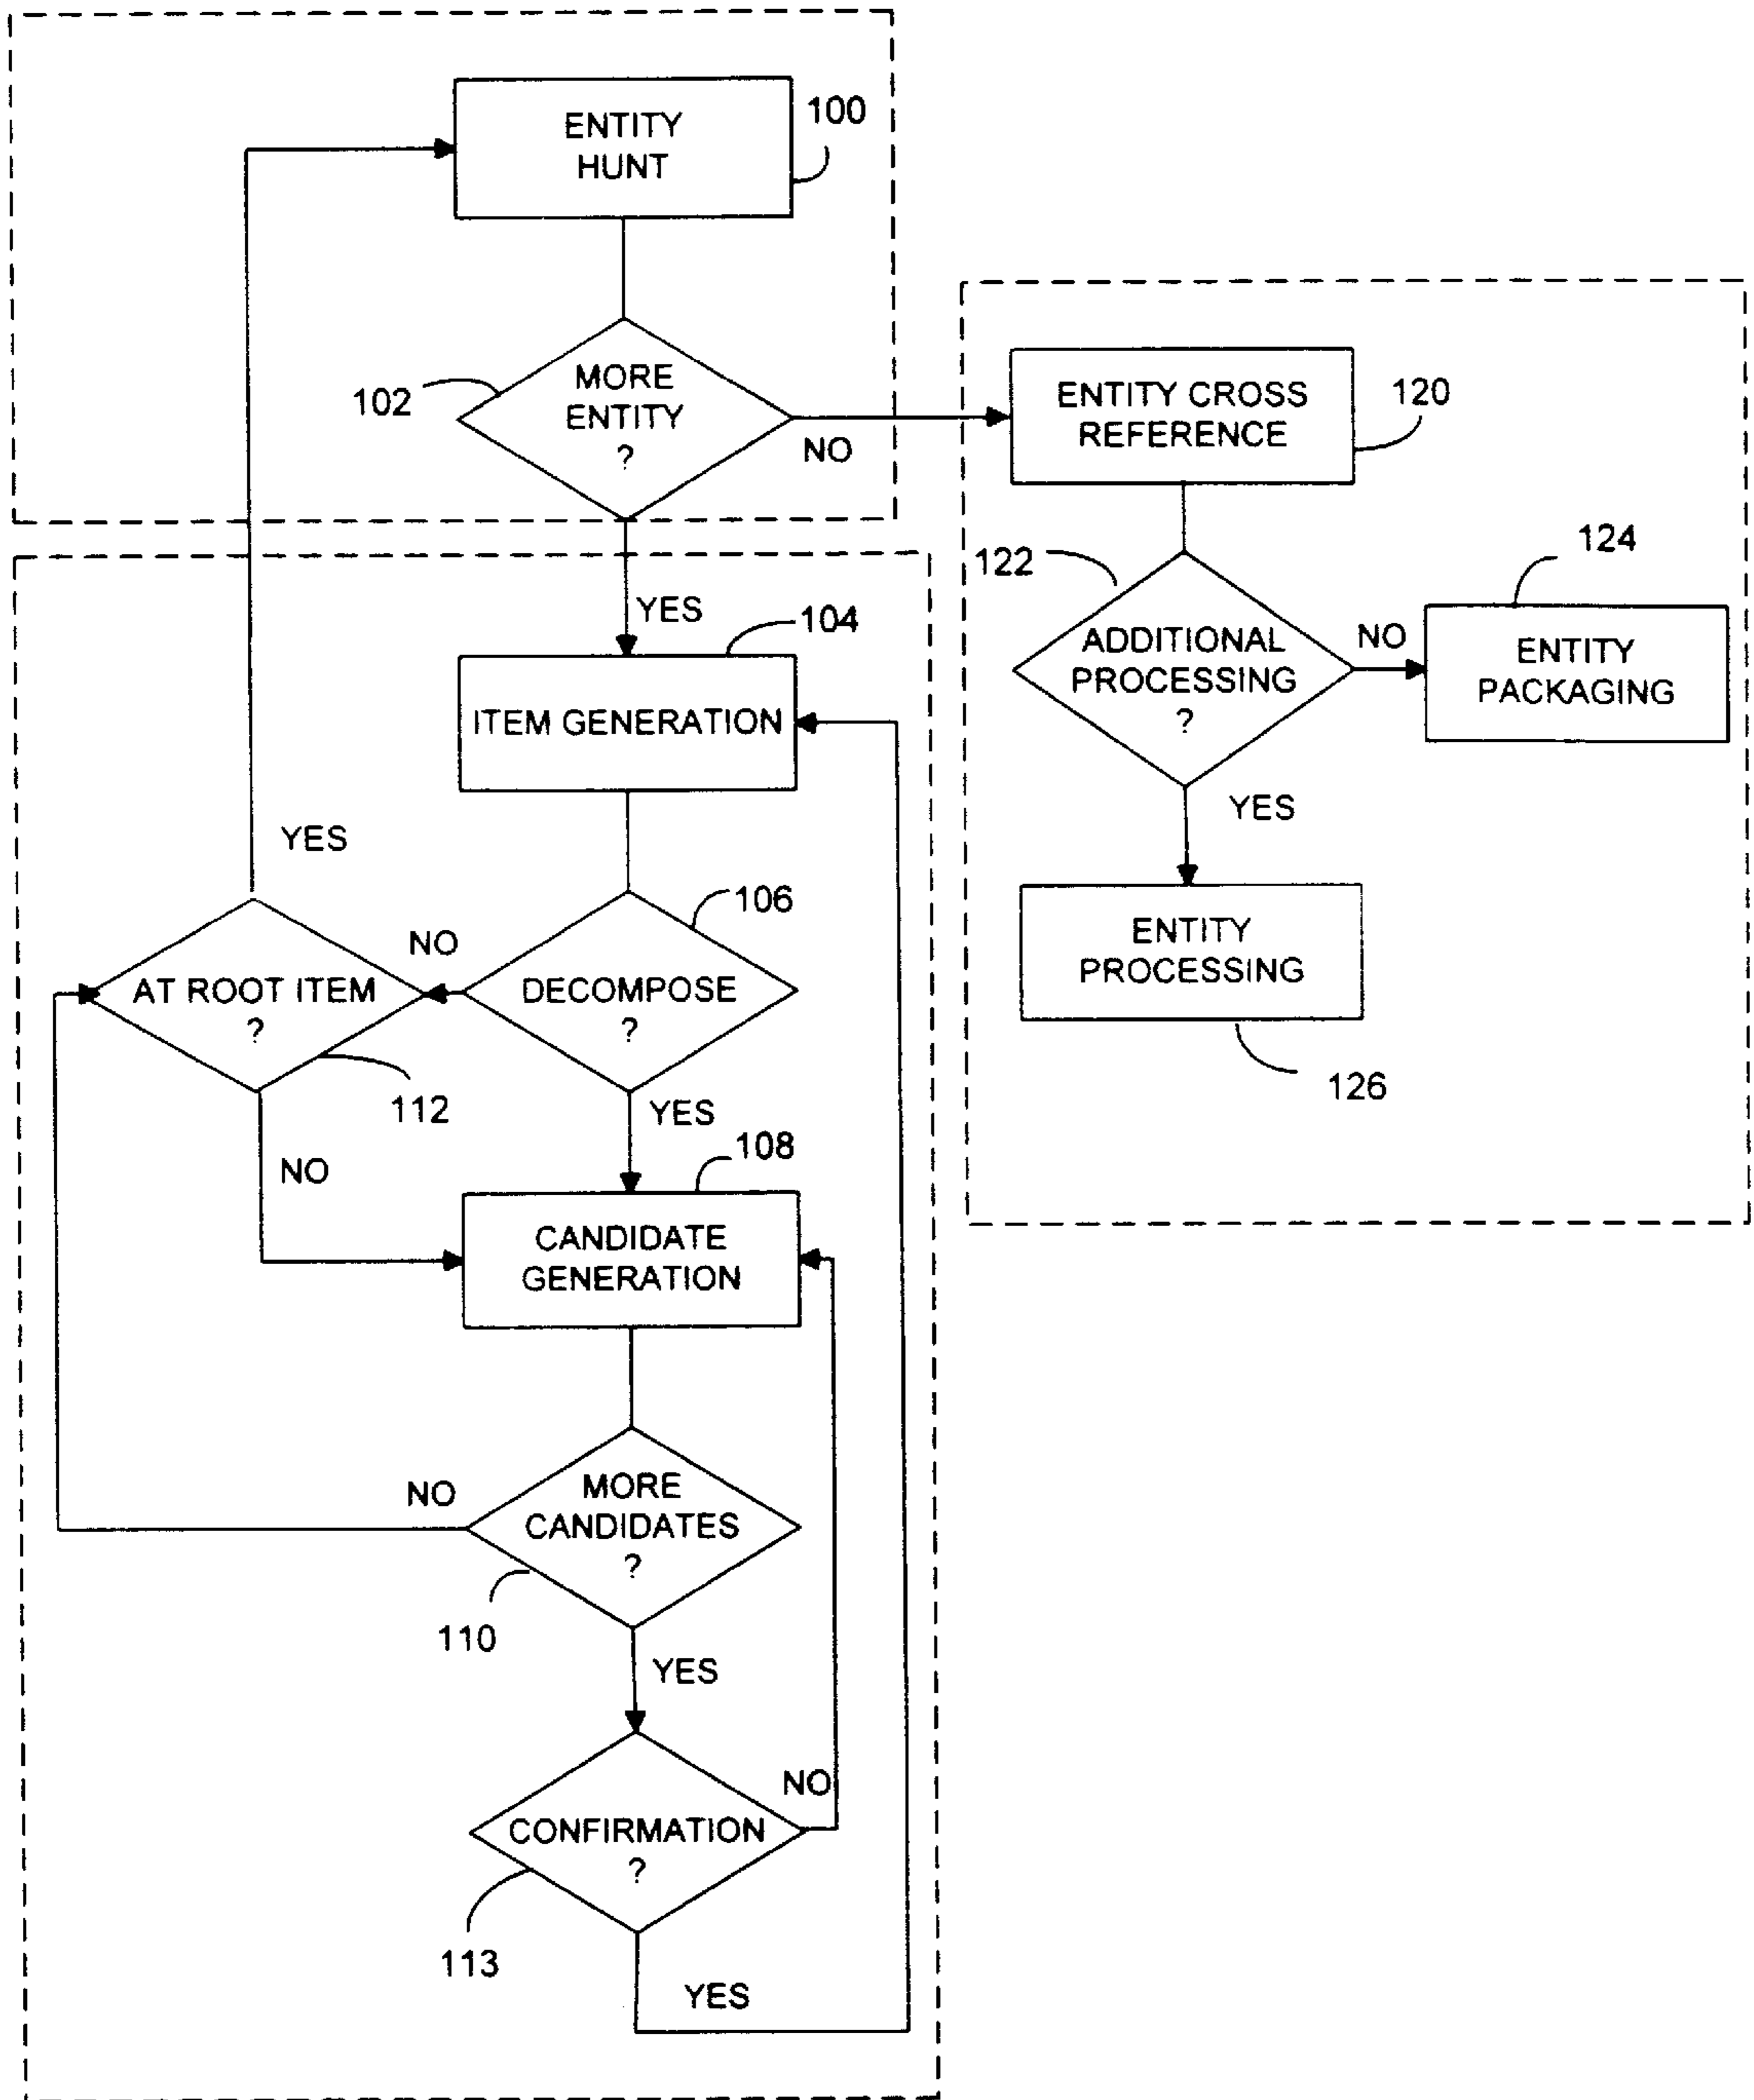 ENTITY
HUNT
100
MORE
ENTITY
?
102
NO
ENTITY CROSS
REFERENCE
120
122
ADDITIONAL
PROCESSING
?
NO
124
ENTITY
PACKAGING
YES
ENTITY
PROCESSING
126
YES
104
ITEM GENERATION
YES
106
NO
AT ROOT ITEM
?
DECOMPOSE
?
112
YES
NO
108
CANDIDATE
GENERATION
NO
MORE
CANDIDATES
?
110
YES
NO
CONFIRMATION
?
113
YES